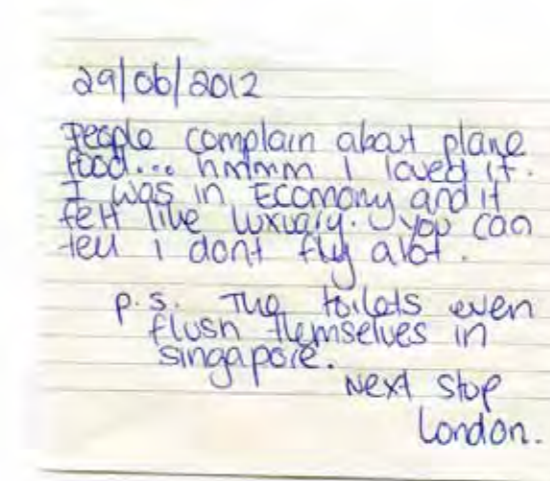 29/06/2012
People complain about plane
food... hmmm I loved it.
I was in Economy and it
felt like luxuary. You can
tell I dont fly alot.
p.s. The toilets even
flush themselves in
singapore.
Next stop
London.